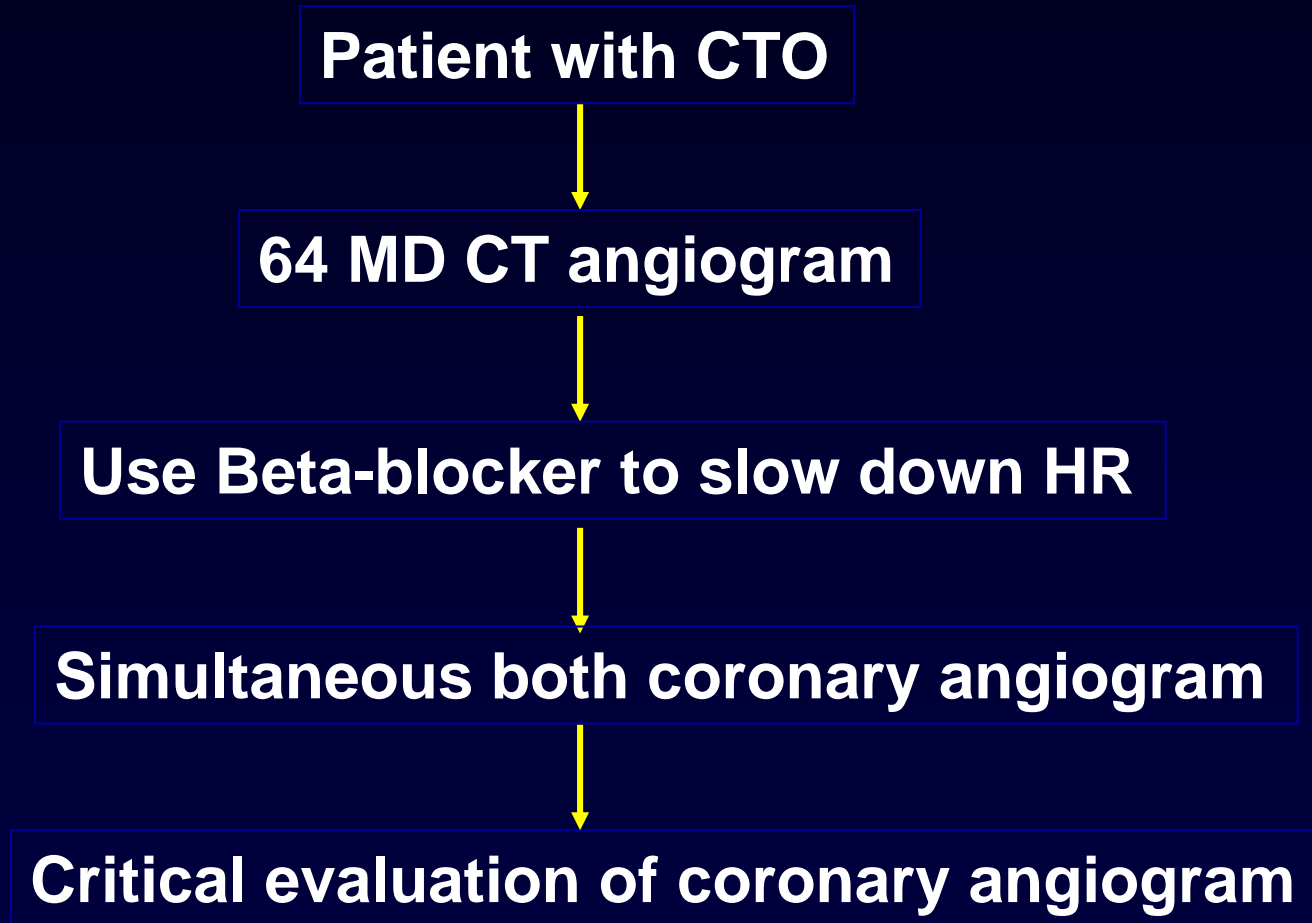 Patient with CTO
64 MD CT angiogram
Use Beta-blocker to slow down HR
Simultaneous both coronary angiogram
Critical evaluation of coronary angiogram